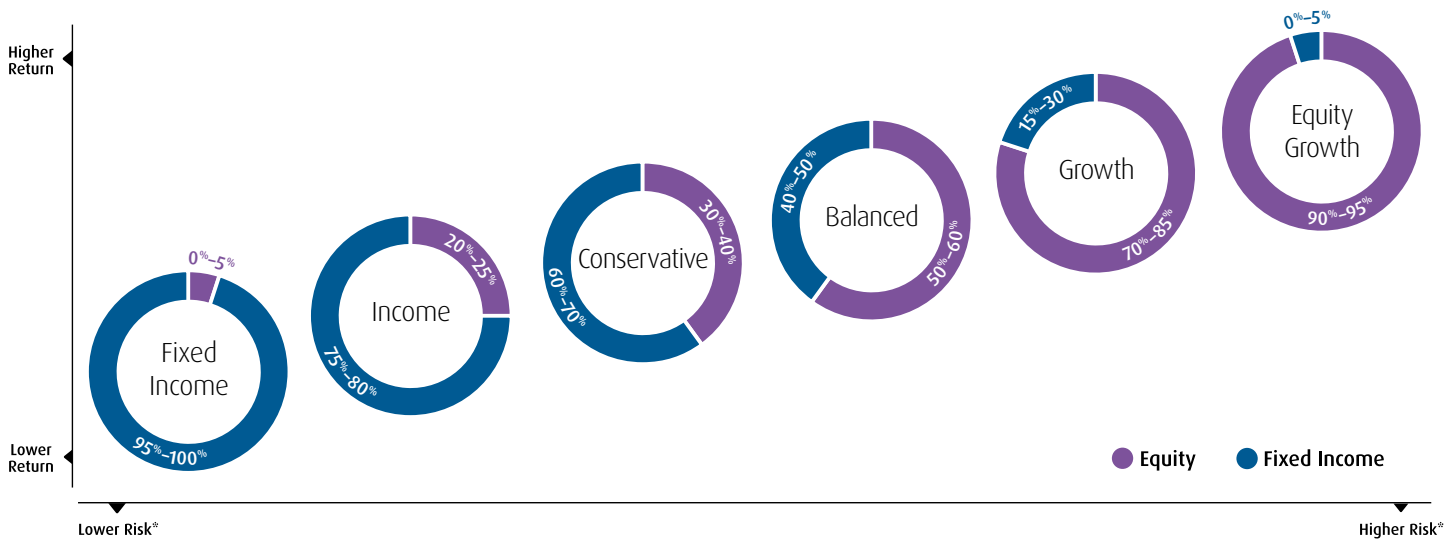 Higher
Return
Lower
Return
0%–5%
95%–100%
Fixed
Income
20%–25%
75%–80%
Income
30%–40%
60%–70%
Conservative
50%–60%
40%–50%
Balanced
15%–30%
70%–85%
Growth
0%–5%
90%–95%
Equity
Growth
Equity
Fixed Income
Lower Risk*
Higher Risk*